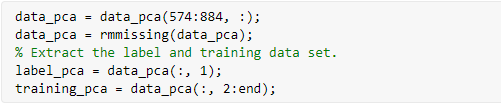 data_pca = data_pca(574:884, :);
data_pca = rmmissing(data_pca);
% Extract the label and training data set.
label_pca = data_pca(:, 1);
training_pca = data_pca(:, 2:end);